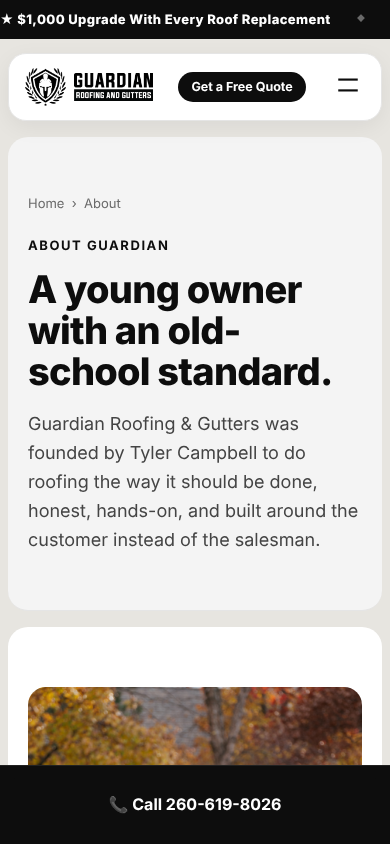 ★ $1,000 Upgrade With Every Roof Replacement ◆
GUARDIAN
ROOFING AND GUTTERS
Get a Free Quote
Home › About
ABOUT GUARDIAN
A young owner
with an old-
school standard.
Guardian Roofing & Gutters was
founded by Tyler Campbell to do
roofing the way it should be done,
honest, hands-on, and built around the
customer instead of the salesman.
📞 Call 260-619-8026